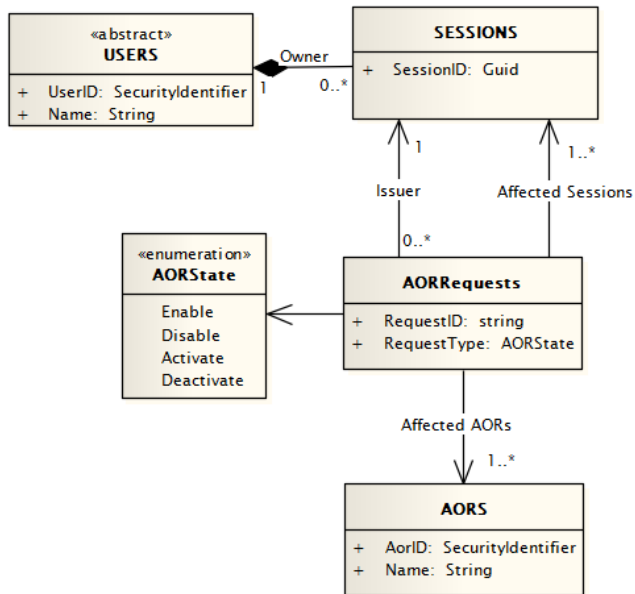 «abstract»
USERS
+ UserID: SecurityIdentifier
+ Name: String
Owner
1
0..*
SESSIONS
+ SessionID: Guid
1
1..*
Issuer
Affected Sessions
0..*
«enumeration»
AORState
Enable
Disable
Activate
Deactivate
AORRequests
+ RequestID: string
+ RequestType: AORState
Affected AORs
1..*
AORS
+ AorID: SecurityIdentifier
+ Name: String